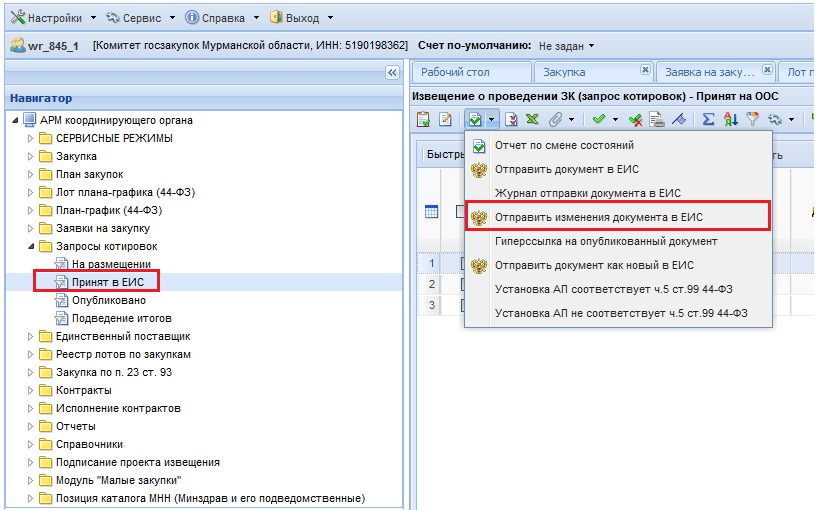 Настройки Сервис Справка Выход
wr_845_1 [Комитет госзакупок Мурманской области, ИНН: 5190198362] Счет по-умолчанию: Не задан
Рабочий стол Закупка Заявка на заку... Лот п
Навигатор
Извещение о проведении ЗК (запрос котировок) - Принят на ООС
АРМ координирующего органа
СЕРВИСНЫЕ РЕЖИМЫ
Закупка
План закупок
Лот плана-графика (44-ФЗ)
План-график (44-ФЗ)
Заявки на закупку
Запросы котировок
На размещении
Принят в ЕИС
Опубликовано
Подведение итогов
Единственный поставщик
Реестр лотов по закупкам
Закупка по п. 23 ст. 93
Контракты
Исполнение контрактов
Отчеты
Справочники
Подписание проекта извещения
Модуль "Малые закупки"
Позиция каталога МНН (Минздрав и его подведомственные)
Быстры
ть
1
2
3
Отчет по смене состояний
Отправить документ в ЕИС
Журнал отправки документа в ЕИС
Отправить изменения документа в ЕИС
Гиперссылка на опубликованный документ
Отправить документ как новый в ЕИС
Установка АП соответствует ч.5 ст.99 44-ФЗ
Установка АП не соответствует ч.5 ст.99 44-ФЗ